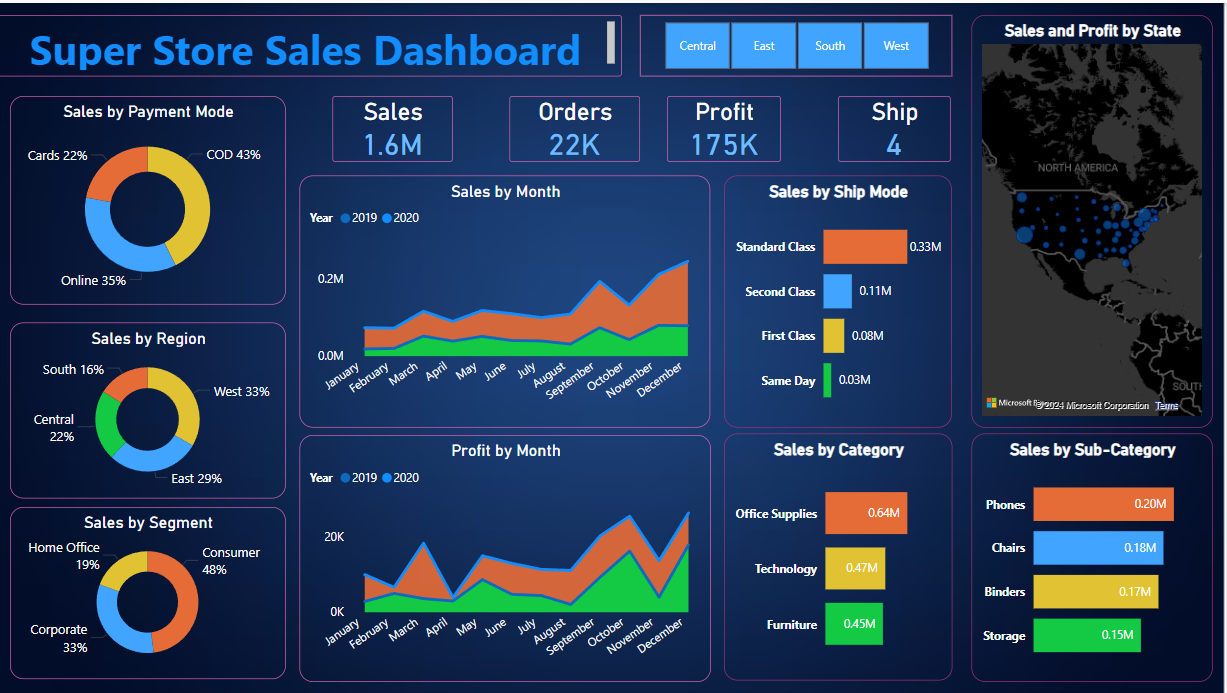 Super Store Sales Dashboard
Central
East
South
West
Sales and Profit by State
NORTH AMERICA
SOUTH
Microsoft
©2024 Microsoft Corporation
Terms
Sales by Payment Mode
Cards 22%
COD 43%
Online 35%
Sales
1.6M
Orders
22K
Profit
175K
Ship
4
Sales by Region
South 16%
West 33%
Central
22%
East 29%
Sales by Segment
Home Office
19%
Consumer
48%
Corporate
33%
Sales by Month
Year 2019 2020
0.2M
0.0M
January
February
March
April
May
June
July
August
September
October
November
December
Profit by Month
Year 2019 2020
20K
0K
January
February
March
April
May
June
July
August
September
October
November
December
Sales by Ship Mode
Standard Class 0.33M
Second Class 0.11M
First Class 0.08M
Same Day 0.03M
Sales by Category
Office Supplies 0.64M
Technology 0.47M
Furniture 0.45M
Sales by Sub-Category
Phones 0.20M
Chairs 0.18M
Binders 0.17M
Storage 0.15M